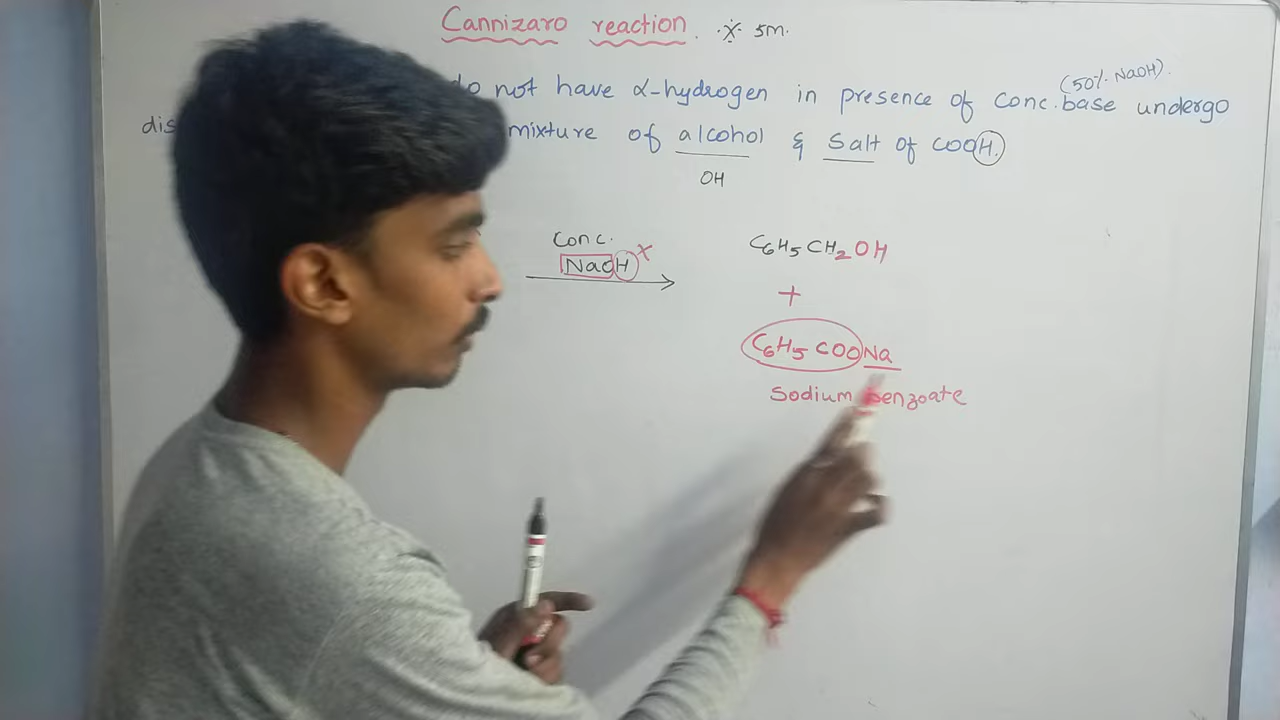 Cannizaro reaction. ·X· 5m.
(50% NaOH).
do not have α-hydrogen in presence of conc. base undergo
mixture of alcohol & Salt of COOH.
OH
Conc.
NaOH x
C6H5CH2OH
+
C6H5COONa
Sodium benzoate